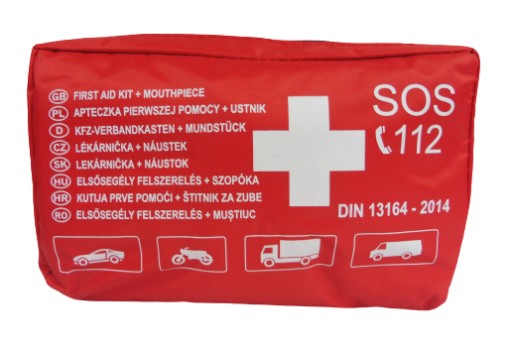 GB FIRST AID KIT + MOUTHPIECE
PL APTECZKA PIERWSZEJ POMOCY + USTNIK
D KFZ-VERBANDKASTEN + MUNDSTÜCK
CZ LÉKÁRNIČKA + NÁUSTEK
SK LEKÁRNIČKA + NÁUSTOK
HU ELSŐSEGÉLY FELSZERELÉS + SZOPÓKA
HR KUTIJA PRVE POMOĆI + ŠTITNIK ZA ZUBE
RO ELSŐSEGÉLY FELSZERELÉS + MUȘTIUC
SOS
112
DIN 13164 - 2014